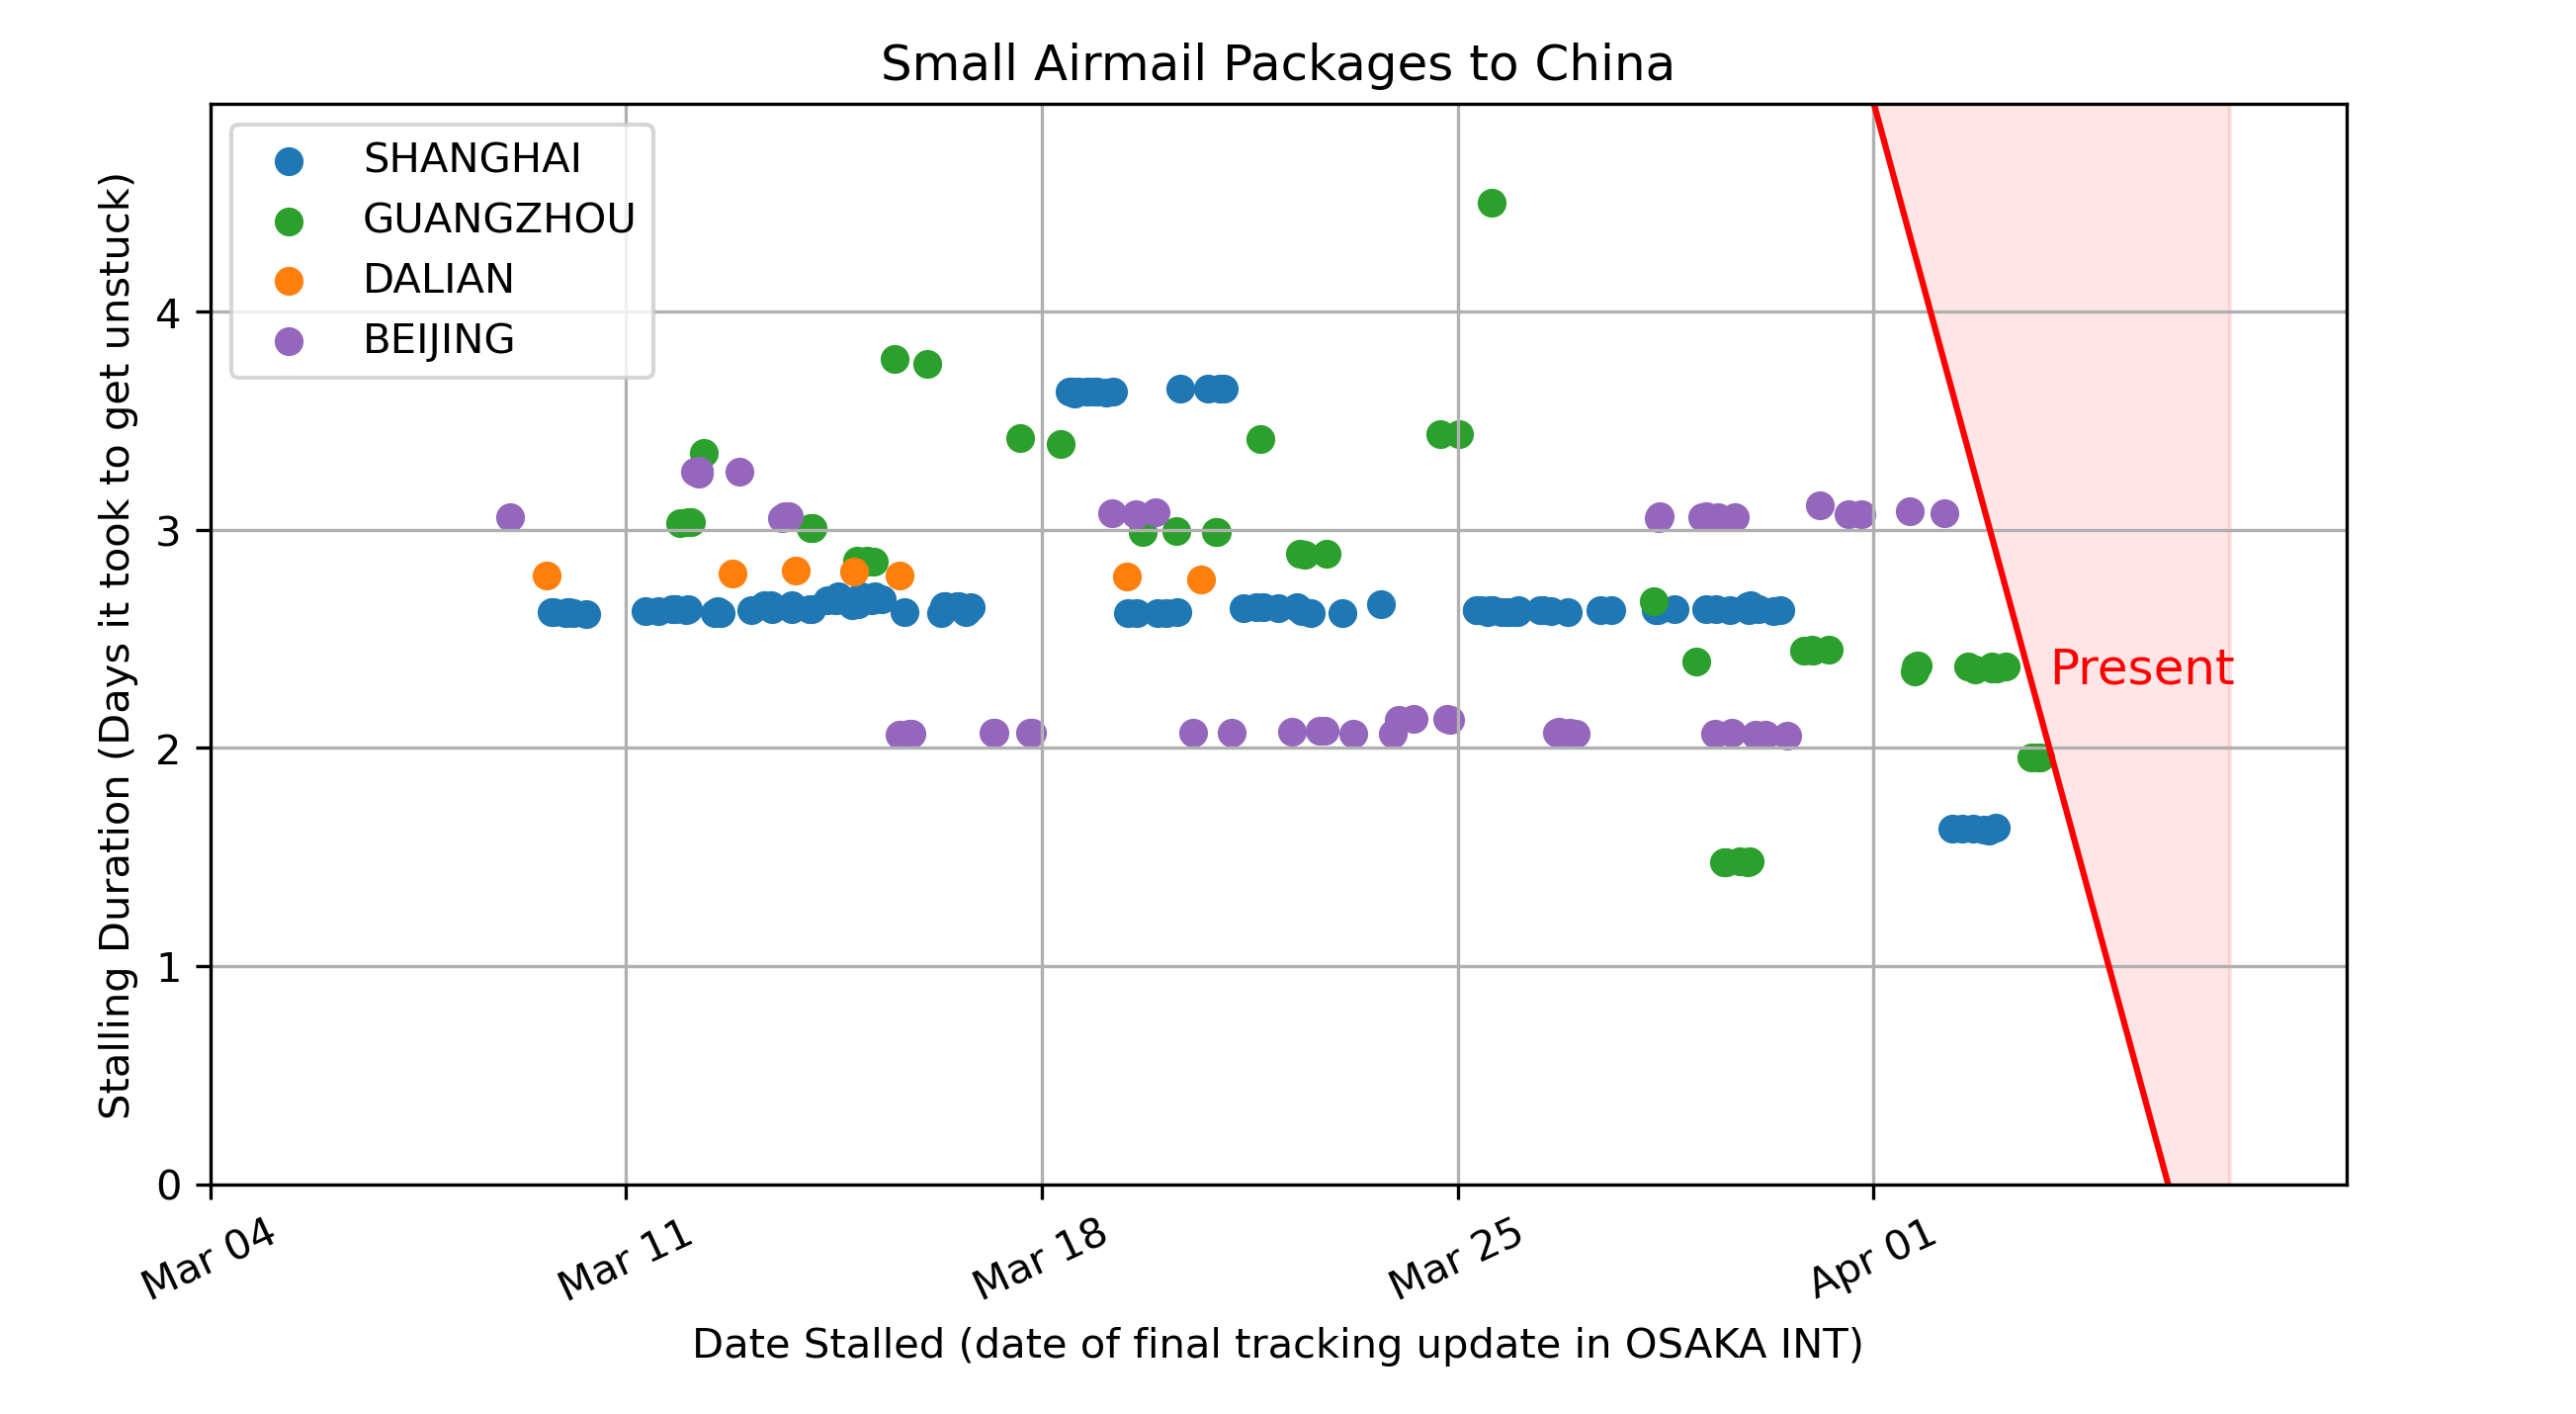 Small Airmail Packages to China
SHANGHAI
GUANGZHOU
DALIAN
BEIJING
Stalling Duration (Days it took to get unstuck)
4
3
2
1
0
Present
Mar 04
Mar 11
Mar 18
Mar 25
Apr 01
Date Stalled (date of final tracking update in OSAKA INT)